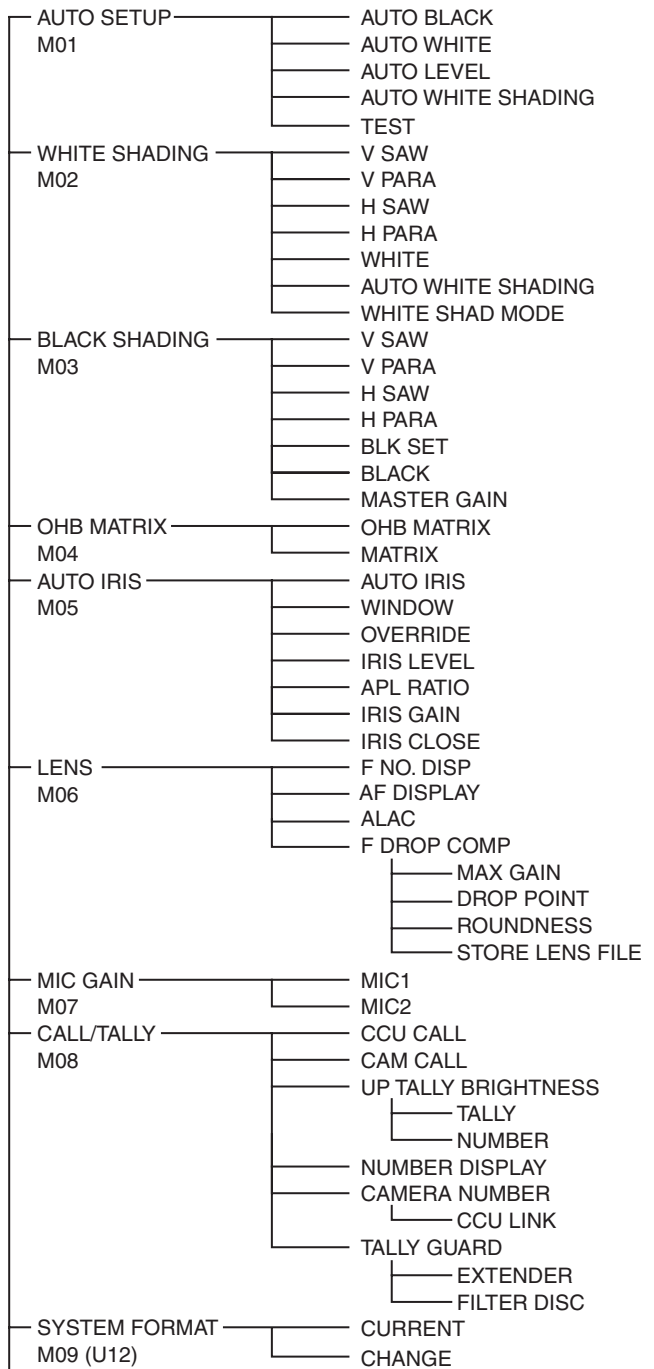 AUTO SETUP
M01
AUTO BLACK
AUTO WHITE
AUTO LEVEL
AUTO WHITE SHADING
TEST
WHITE SHADING
M02
V SAW
V PARA
H SAW
H PARA
WHITE
AUTO WHITE SHADING
WHITE SHAD MODE
BLACK SHADING
M03
V SAW
V PARA
H SAW
H PARA
BLK SET
BLACK
MASTER GAIN
OHB MATRIX
M04
OHB MATRIX
MATRIX
AUTO IRIS
M05
AUTO IRIS
WINDOW
OVERRIDE
IRIS LEVEL
APL RATIO
IRIS GAIN
IRIS CLOSE
LENS
M06
F NO. DISP
AF DISPLAY
ALAC
F DROP COMP
MAX GAIN
DROP POINT
ROUNDNESS
STORE LENS FILE
MIC GAIN
M07
MIC1
MIC2
CALL/TALLY
M08
CCU CALL
CAM CALL
UP TALLY BRIGHTNESS
TALLY
NUMBER
NUMBER DISPLAY
CAMERA NUMBER
CCU LINK
TALLY GUARD
EXTENDER
FILTER DISC
SYSTEM FORMAT
M09 (U12)
CURRENT
CHANGE